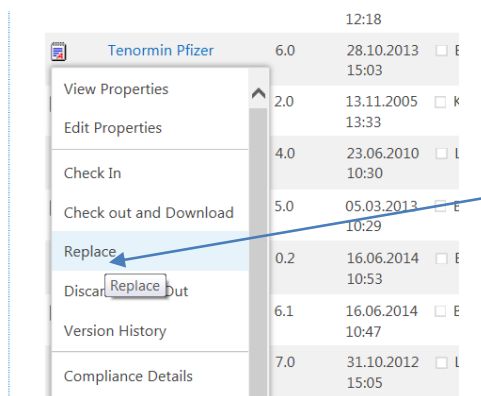 12:18
Tenormin Pfizer 6.0 28.10.2013 E
15:03
View Properties
2.0 13.11.2005 K
13:33
Edit Properties
4.0 23.06.2010 L
10:30
Check In
Check out and Download 5.0 05.03.2013 E
10:29
Replace
0.2 16.06.2014 E
10:53
Replace
Discar Out
6.1 16.06.2014 E
10:47
Version History
7.0 31.10.2012 L
15:05
Compliance Details